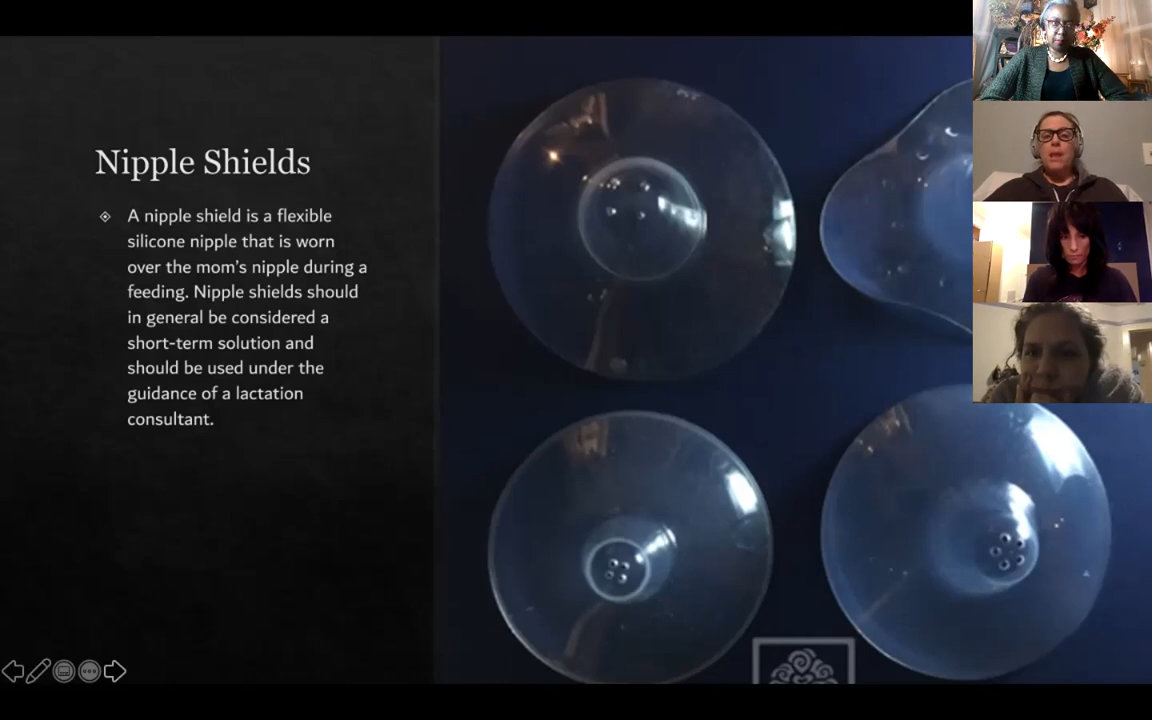 Nipple Shields
A nipple shield is a flexible
silicone nipple that is worn
over the mom's nipple during a
feeding. Nipple shields should
in general be considered a
short-term solution and
should be used under the
guidance of a lactation
consultant.